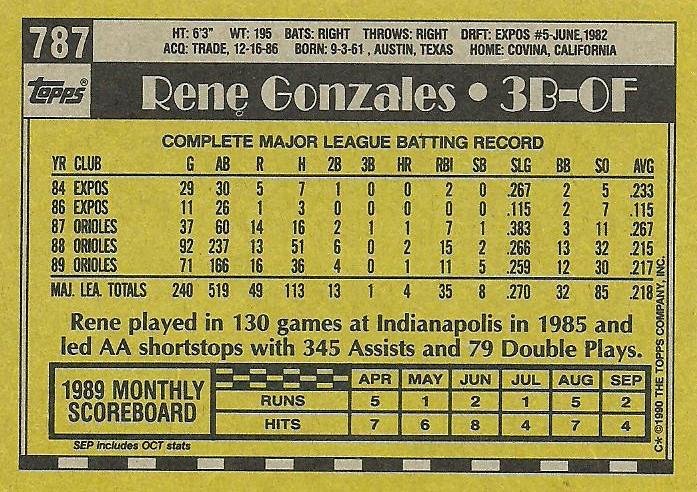 787
HT: 6'3" WT: 195 BATS: RIGHT THROWS: RIGHT DRFT: EXPOS #5-JUNE,1982
ACQ: TRADE, 12-16-86 BORN: 9-3-61 , AUSTIN, TEXAS HOME: COVINA, CALIFORNIA
Topps®
Rene Gonzales • 3B-OF
COMPLETE MAJOR LEAGUE BATTING RECORD
YR CLUB G AB R H 2B 3B HR RBI SB SLG BB SO AVG
84 EXPOS 29 30 5 7 1 0 0 2 0 .267 2 5 .233
86 EXPOS 11 26 1 3 0 0 0 0 0 .115 2 7 .115
87 ORIOLES 37 60 14 16 2 1 1 7 1 .383 3 11 .267
88 ORIOLES 92 237 13 51 6 0 2 15 2 .266 13 32 .215
89 ORIOLES 71 166 16 36 4 0 1 11 5 .259 12 30 .217
MAJ. LEA. TOTALS 240 519 49 113 13 1 4 35 8 .270 32 85 .218
Rene played in 130 games at Indianapolis in 1985 and
led AA shortstops with 345 Assists and 79 Double Plays.
1989 MONTHLY
SCOREBOARD
APR MAY JUN JUL AUG SEP
RUNS 5 1 2 1 5 2
HITS 7 6 8 4 7 4
SEP includes OCT stats
C* ©1990 THE TOPPS COMPANY, INC.